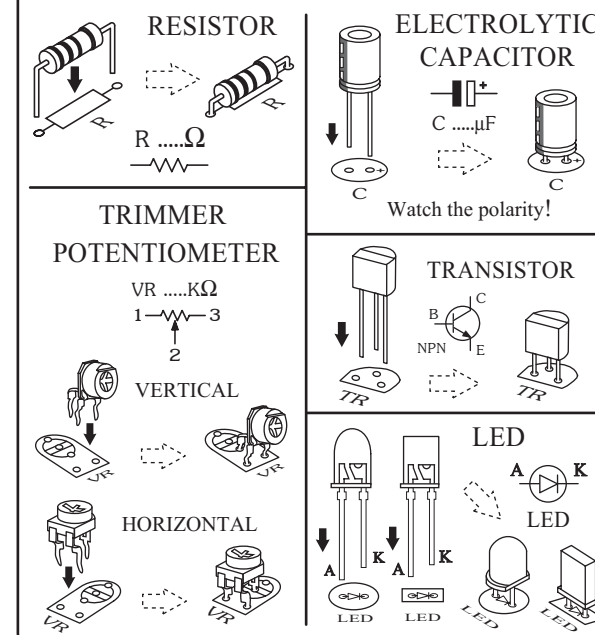 RESISTOR
R
R
R .....Ω
ELECTROLYTIC
CAPACITOR
+
C .....μF
+
C
C
Watch the polarity!
TRIMMER
POTENTIOMETER
VR .....KΩ
1 3
2
VERTICAL
VR
VR
HORIZONTAL
VR
VR
TRANSISTOR
C
B
NPN E
TR
TR
LED
A K
LED
A K A K
LED LED LED LED